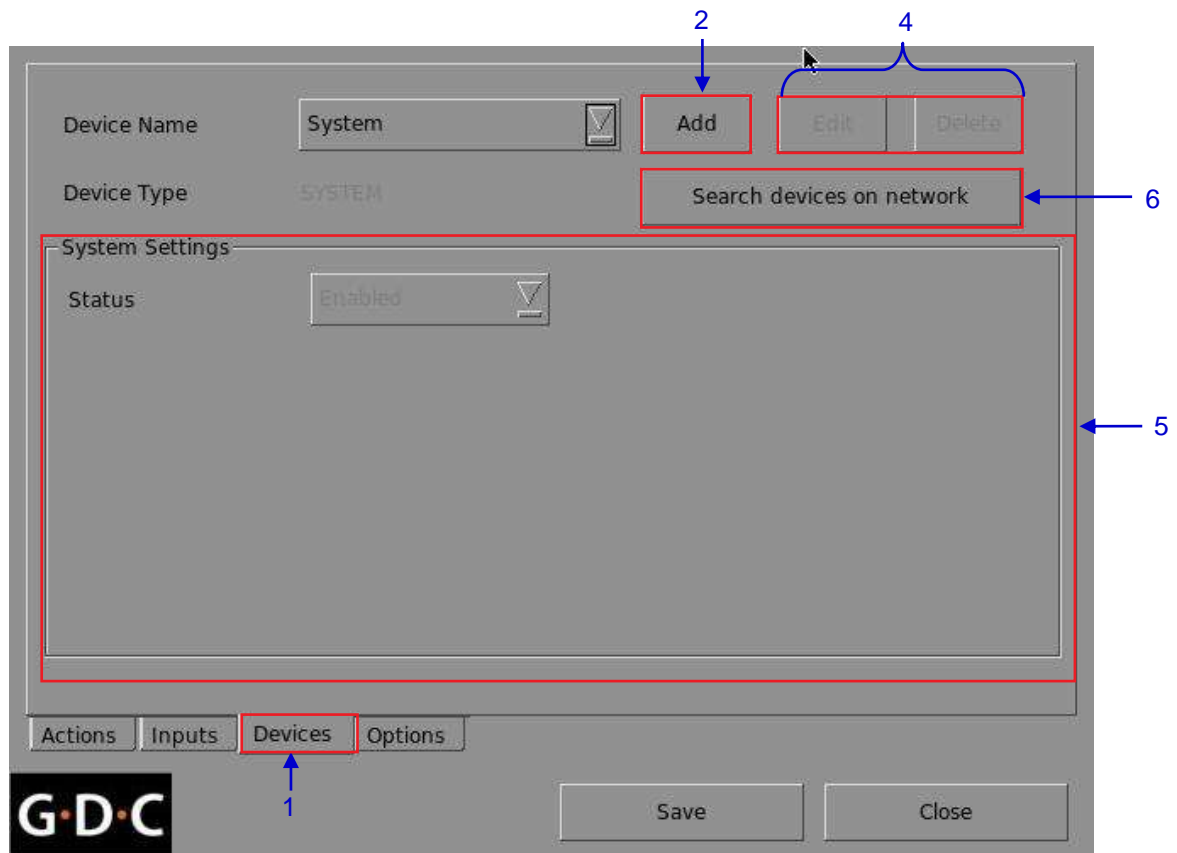 2 4
Device Name System Add Edit Delete
Device Type SYSTEM Search devices on network 6
System Settings
Status Enabled
5
Actions Inputs Devices Options
1
G·D·C Save Close